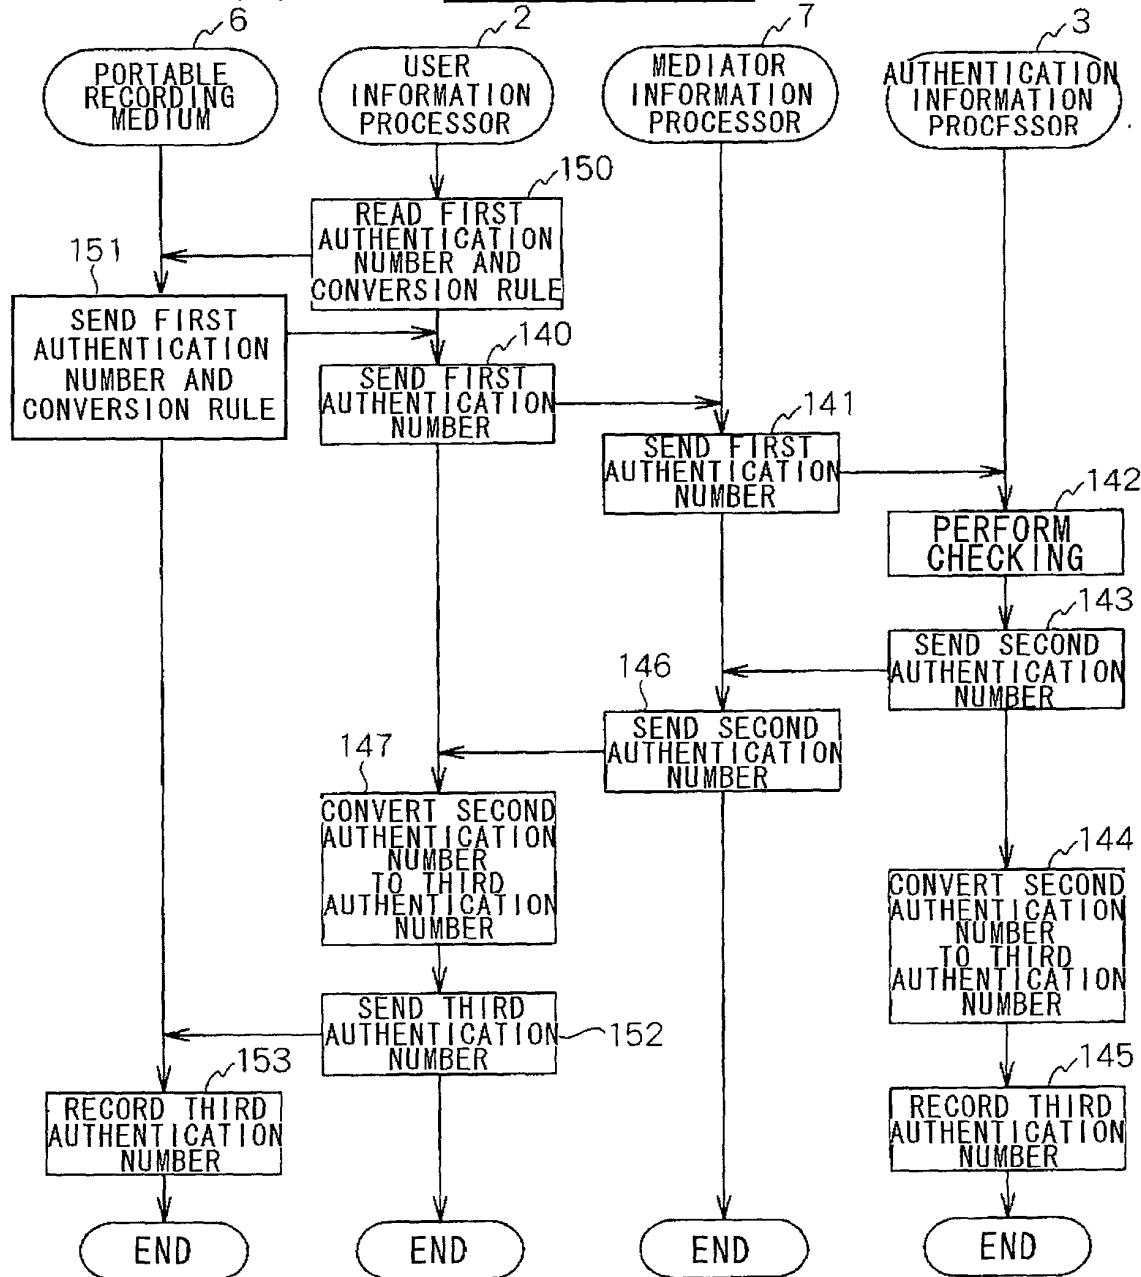 6
2
7
3
PORTABLE
RECORDING
MEDIUM
USER
INFORMATION
PROCESSOR
MEDIATOR
INFORMATION
PROCESSOR
AUTHENTICATION
INFORMATION
PROCFSSOR
150
READ FIRST
AUTHENTICATION
NUMBER AND
CONVERSION RULE
151
SEND FIRST
AUTHENTICATION
NUMBER AND
CONVERSION RULE
140
SEND FIRST
AUTHENTICATION
NUMBER
141
SEND FIRST
AUTHENTICATION
NUMBER
142
PERFORM
CHECKING
143
SEND SECOND
AUTHENTICATION
NUMBER
146
SEND SECOND
AUTHENTICATION
NUMBER
147
CONVERT SECOND
AUTHENTICATION
NUMBER
TO THIRD
AUTHENTICATION
NUMBER
144
CONVERT SECOND
AUTHENTICATION
NUMBER
TO THIRD
AUTHENTICATION
NUMBER
SEND THIRD
AUTHENTICATION
NUMBER
152
153
RECORD THIRD
AUTHENTICATION
NUMBER
145
RECORD THIRD
AUTHENTICATION
NUMBER
END
END
END
END